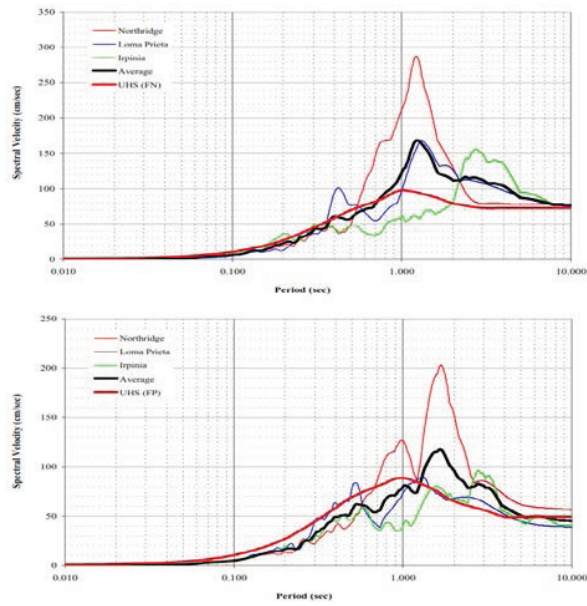 350
300
250
200
150
100
50
0
Spectral Velocity (cm/sec)
Northridge
Loma Prieta
Irpinia
Average
UHS (FN)
0.010 0.100 1.000 10.000
Period (sec)
250
200
150
100
50
0
Spectral Velocity (cm/sec)
Northridge
Loma Prieta
Irpinia
Average
UHS (FP)
0.010 0.100 1.000 10.000
Period (sec)